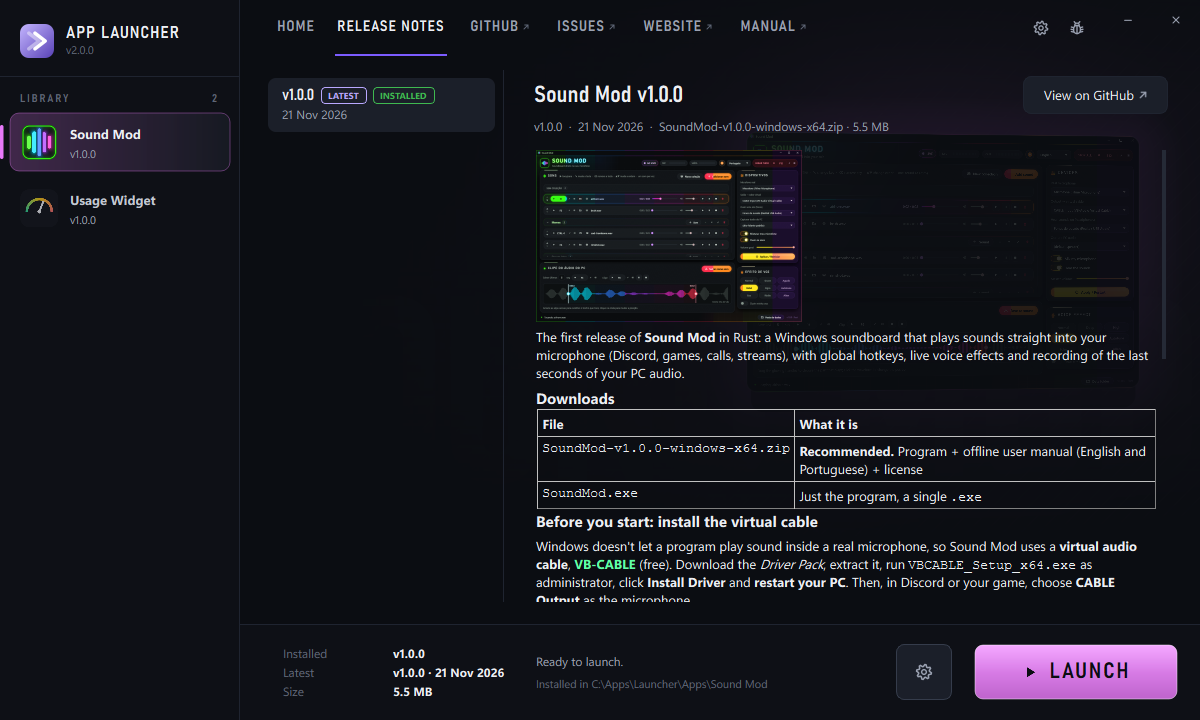 APP LAUNCHER
v2.0.0
HOME
RELEASE NOTES
GITHUB ↗
ISSUES ↗
WEBSITE ↗
MANUAL ↗
LIBRARY 2
Sound Mod
v1.0.0
Usage Widget
v1.0.0
v1.0.0 LATEST INSTALLED
21 Nov 2026
Sound Mod v1.0.0
View on GitHub ↗
v1.0.0 · 21 Nov 2026 · SoundMod-v1.0.0-windows-x64.zip · 5.5 MB
SOUND MOD
The first release of Sound Mod in Rust: a Windows soundboard that plays sounds straight into your
microphone (Discord, games, calls, streams), with global hotkeys, live voice effects and recording of the last
seconds of your PC audio.
Downloads
File What it is
SoundMod-v1.0.0-windows-x64.zip Recommended. Program + offline user manual (English and
Portuguese) + license
SoundMod.exe Just the program, a single .exe
Before you start: install the virtual cable
Windows doesn't let a program play sound inside a real microphone, so Sound Mod uses a virtual audio
cable, VB-CABLE (free). Download the Driver Pack, extract it, run VBCABLE_Setup_x64.exe as
administrator, click Install Driver and restart your PC. Then, in Discord or your game, choose CABLE
Output as the microphone
Installed v1.0.0
Latest v1.0.0 · 21 Nov 2026
Size 5.5 MB
Ready to launch.
Installed in C:\Apps\Launcher\Apps\Sound Mod
LAUNCH